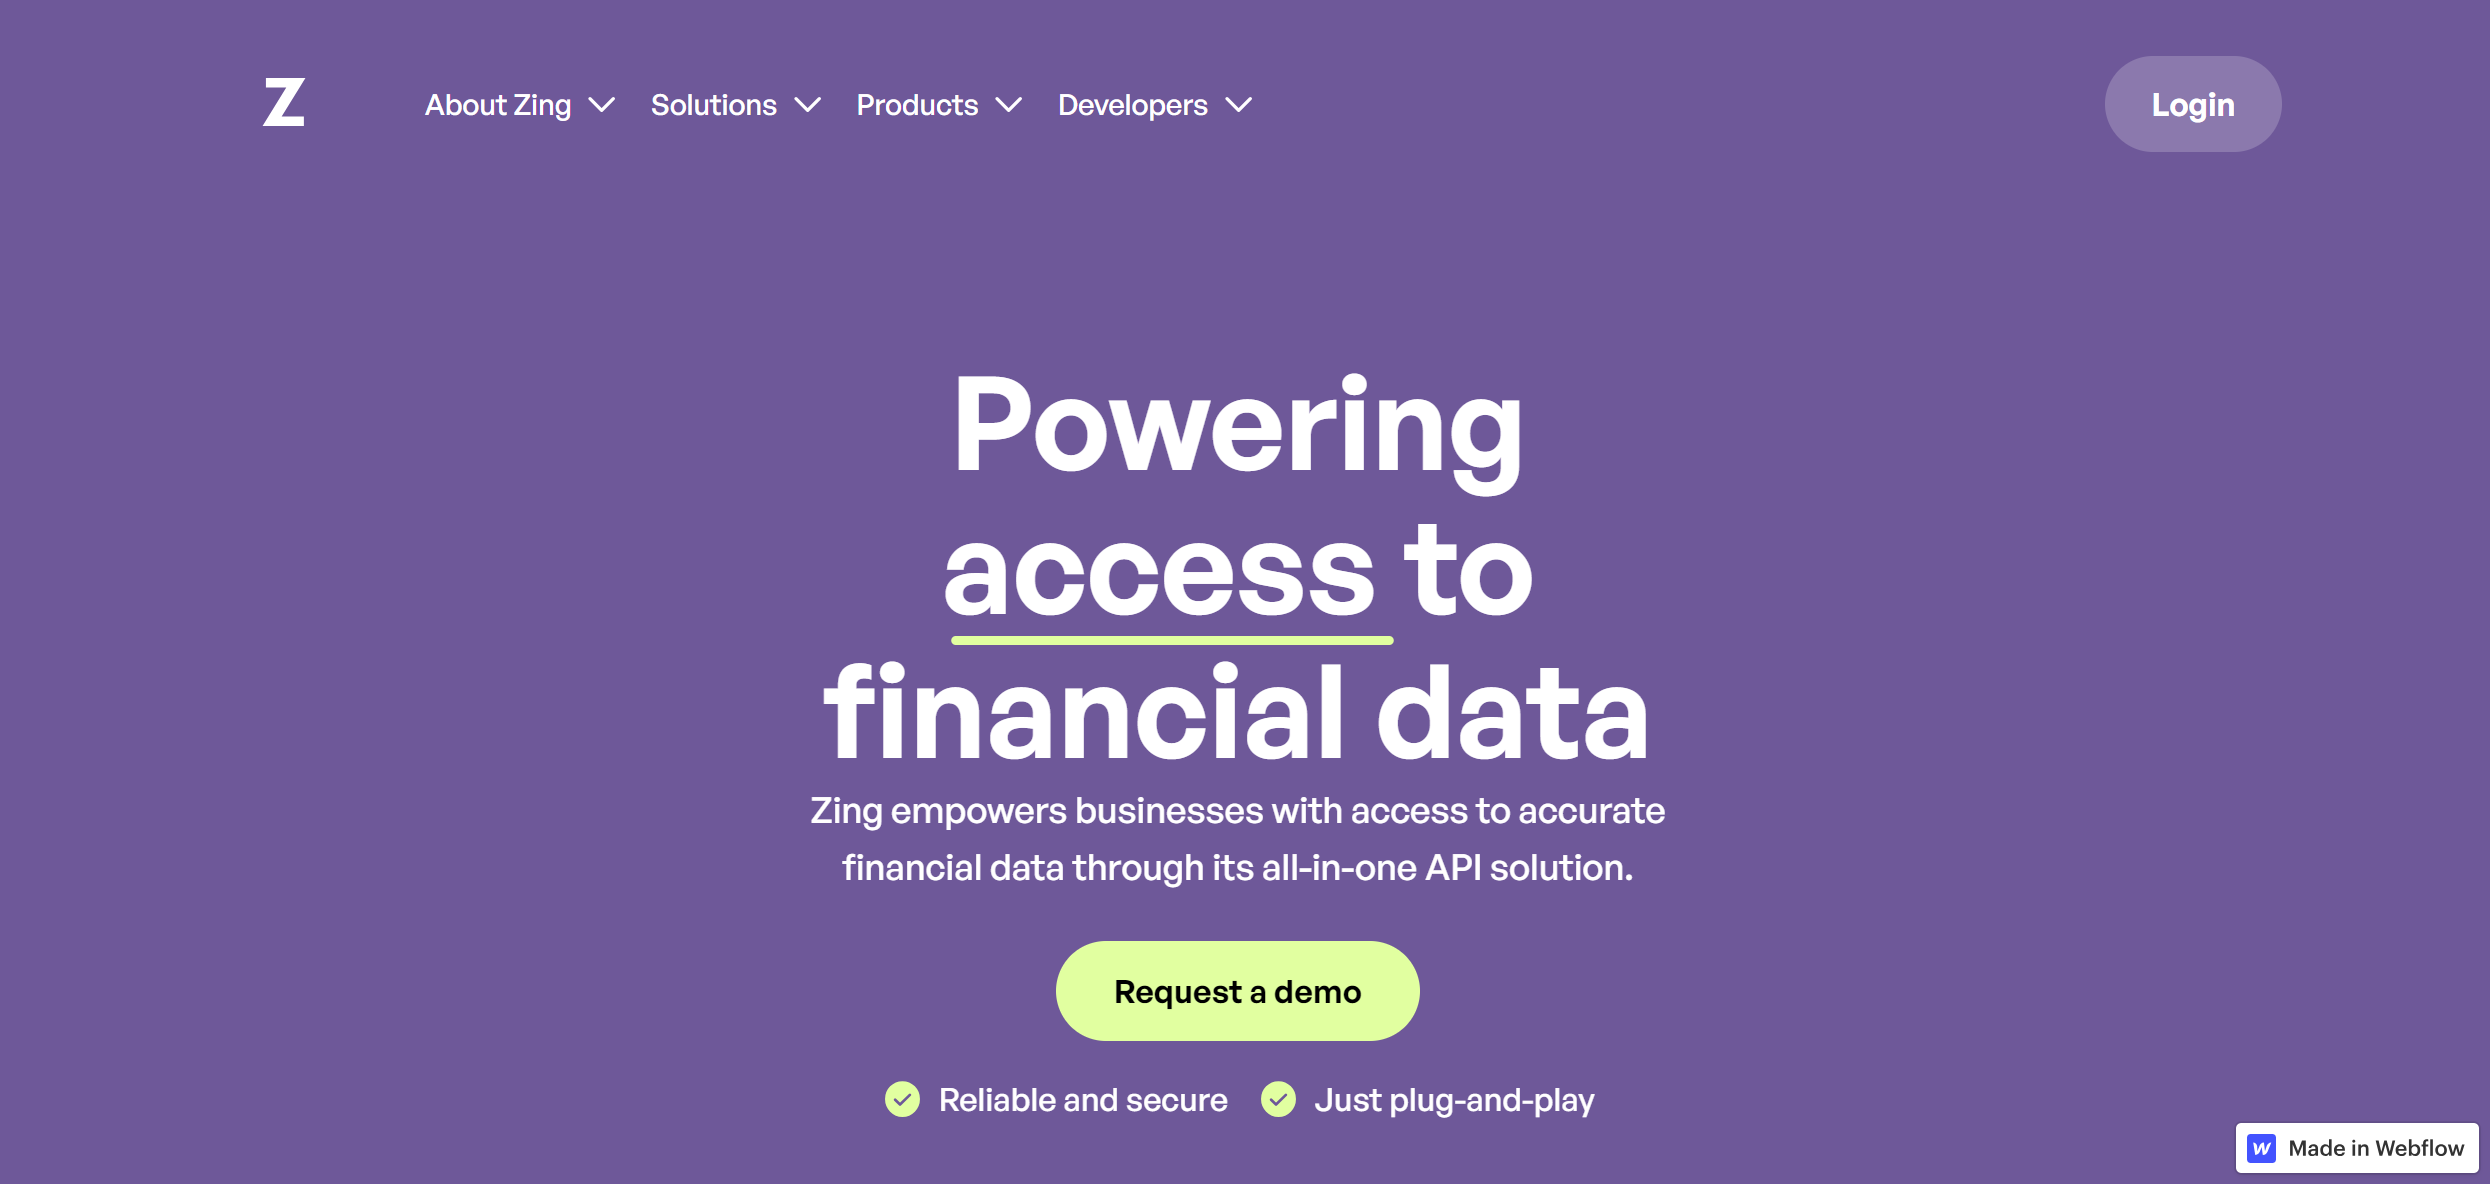 Z
About Zing
Solutions
Products
Developers
Login
Powering
access to
financial data
Zing empowers businesses with access to accurate
financial data through its all-in-one API solution.
Request a demo
Reliable and secure
Just plug-and-play
W Made in Webflow